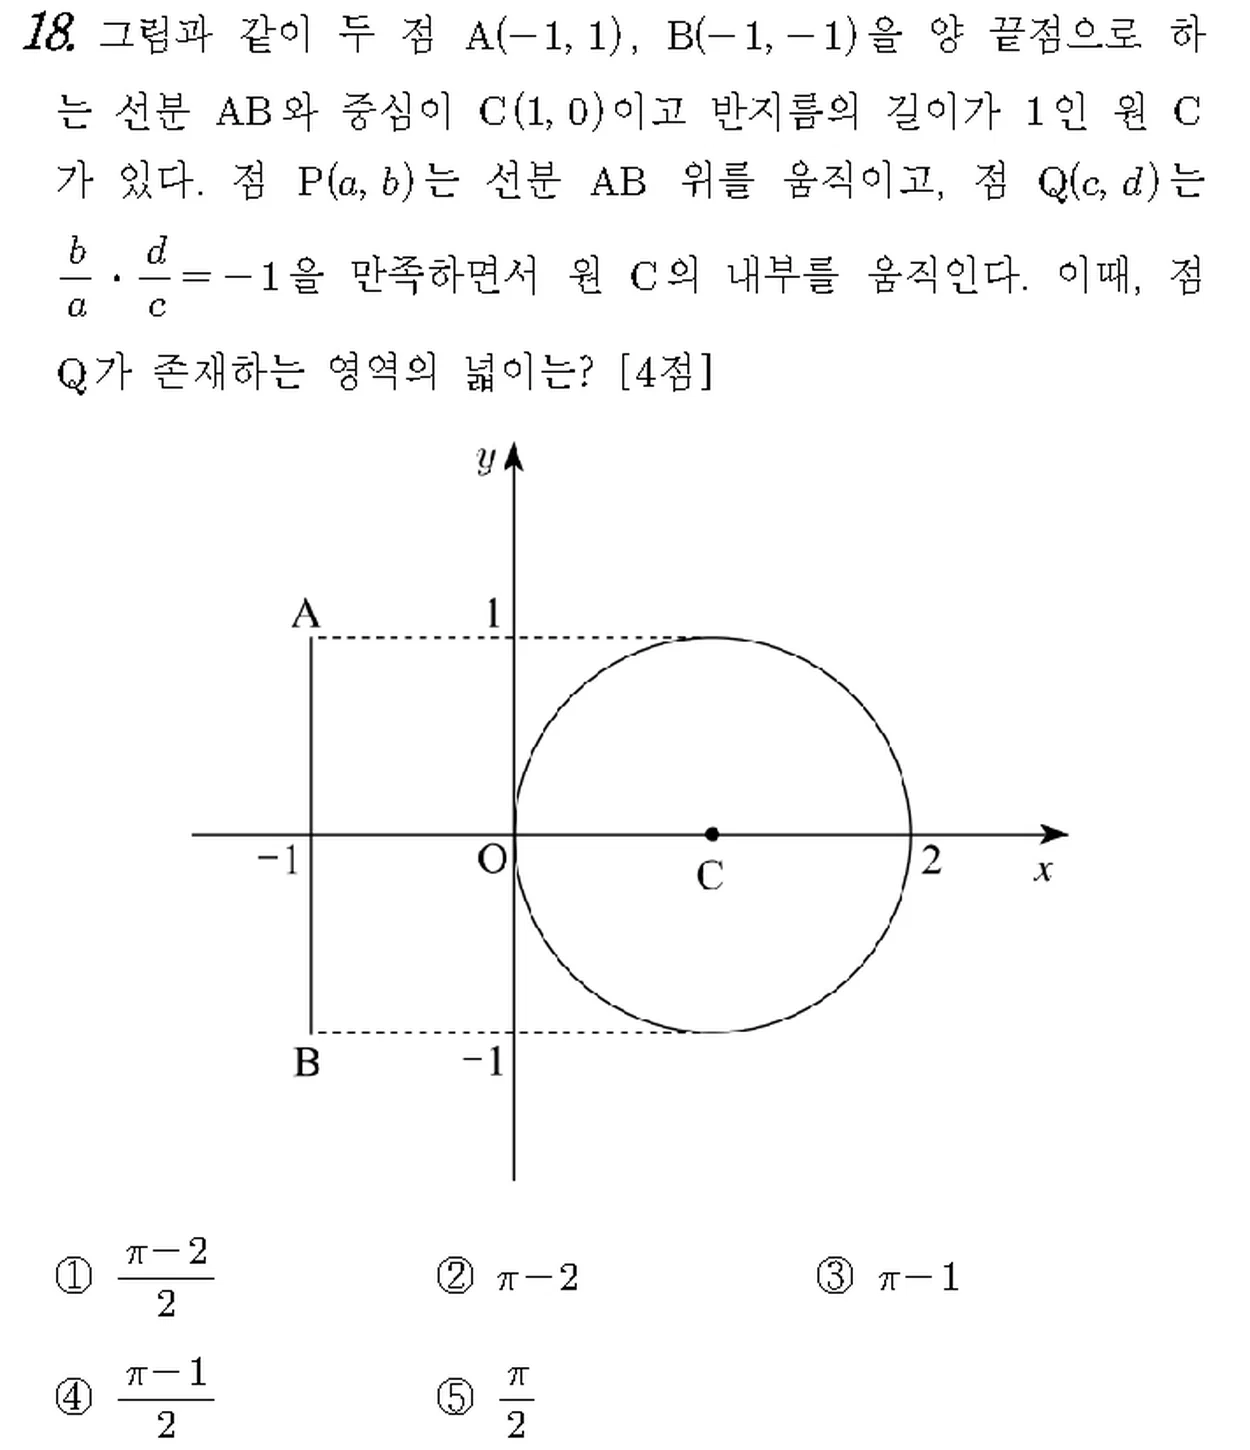 18. 그림과 같이 두 점 A(−1, 1), B(−1, −1)을 양 끝점으로 하
는 선분 AB와 중심이 C(1, 0)이고 반지름의 길이가 1인 원 C
가 있다. 점 P(a, b)는 선분 AB 위를 움직이고, 점 Q(c, d)는
b/a · d/c = −1을 만족하면서 원 C의 내부를 움직인다. 이때, 점
Q가 존재하는 영역의 넓이는? [4점]
y
A 1
−1 O C 2 x
B −1
① (π−2)/2 ② π−2 ③ π−1
④ (π−1)/2 ⑤ π/2